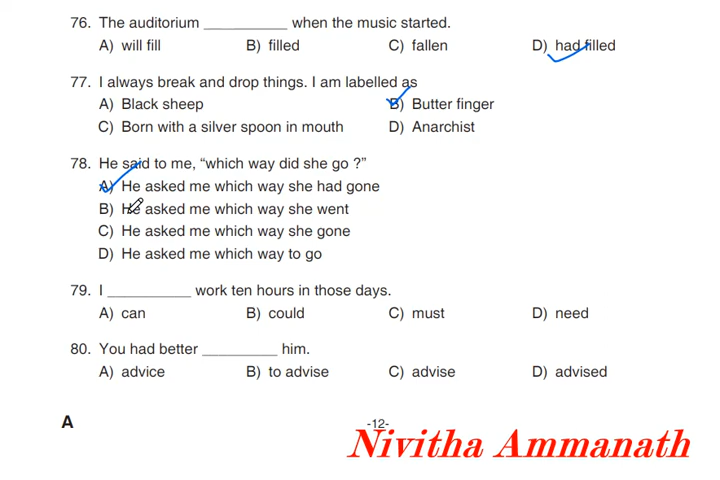 76. The auditorium __________ when the music started.
A) will fill B) filled C) fallen D) had filled
77. I always break and drop things. I am labelled as
A) Black sheep B) Butter finger
C) Born with a silver spoon in mouth D) Anarchist
78. He said to me, “which way did she go ?”
A) He asked me which way she had gone
B) He asked me which way she went
C) He asked me which way she gone
D) He asked me which way to go
79. I __________ work ten hours in those days.
A) can B) could C) must D) need
80. You had better _________ him.
A) advice B) to advise C) advise D) advised
A -12-
Nivitha Ammanath